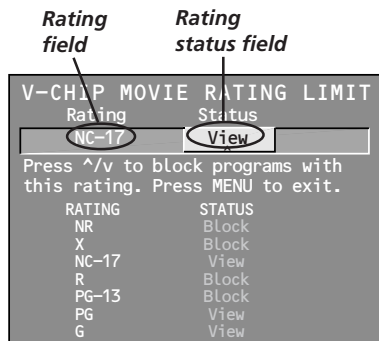 Rating field
Rating status field
V-CHIP MOVIE RATING LIMIT
Rating Status
NC-17 View
Press ^/v to block programs with
this rating. Press MENU to exit.
RATING STATUS
NR Block
X Block
NC-17 View
R Block
PG-13 Block
PG View
G View